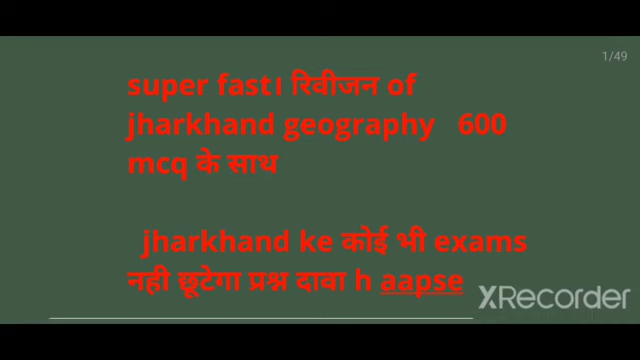 1/49
super fast। रिवीजन of
jharkhand geography 600
mcq के साथ
jharkhand ke कोई भी exams
नही छूटेगा प्रश्न दावा h aapse
XRecorder